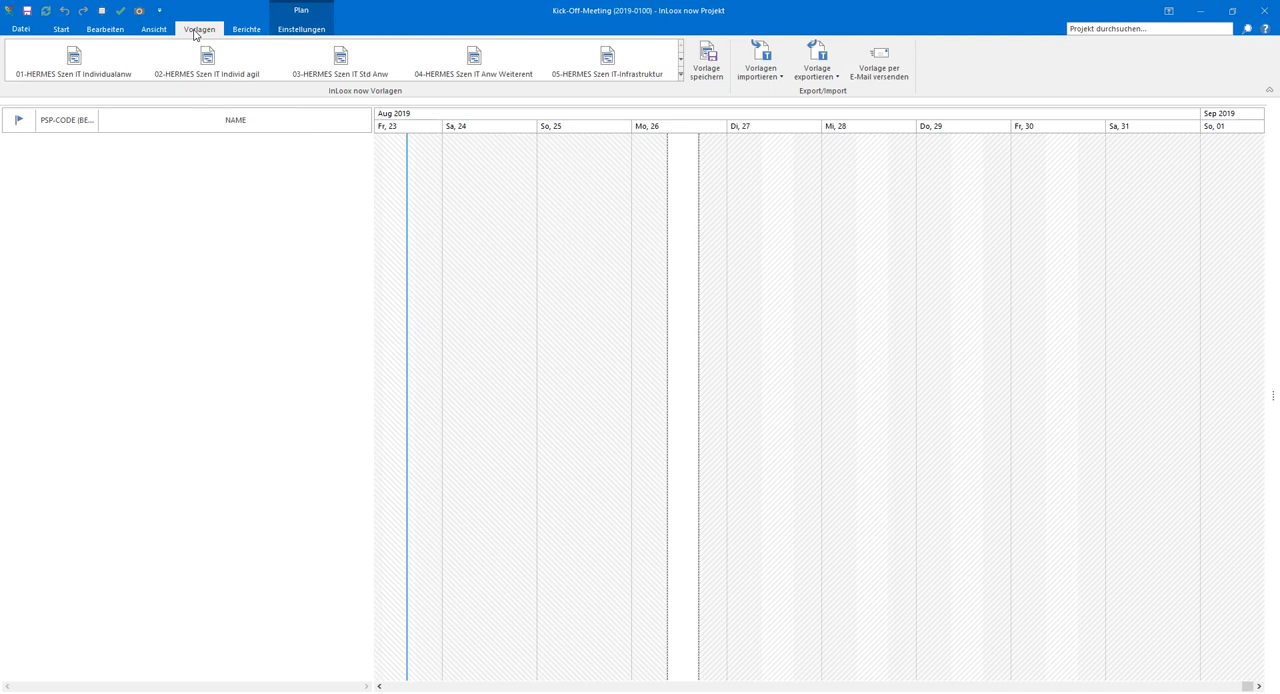 Plan
Kick-Off-Meeting (2019-0100) - InLoox now Projekt
Datei Start Bearbeiten Ansicht Vorlagen Berichte Einstellungen
Projekt durchsuchen...
01-HERMES Szen IT Individualanw
02-HERMES Szen IT Individ agil
03-HERMES Szen IT Std Anw
04-HERMES Szen IT Anw Weiterent
05-HERMES Szen IT-Infrastruktur
Vorlage
speichern
Vorlagen
importieren
Vorlage
exportieren
Vorlage per
E-Mail versenden
InLoox now Vorlagen
Export/Import
PSP-CODE (BE...
NAME
Aug 2019
Sep 2019
Fr, 23
Sa, 24
So, 25
Mo, 26
Di, 27
Mi, 28
Do, 29
Fr, 30
Sa, 31
So, 01